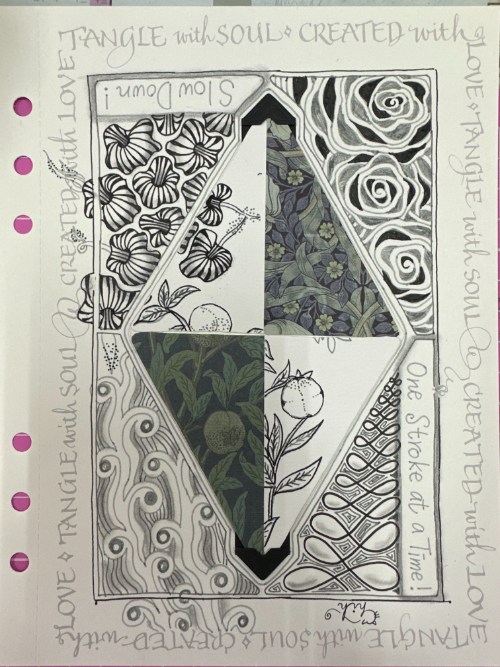 TANGLE with SOUL ⬦ CREATED with
LOVE ⬦ TANGLE with soul CREATED-with LOVE
Slow Down!
One Stroke at a Time!
LOVE ⬦ TANGLE with soul CREATED with LOVE
TANGLE with SOUL ⬦ CREATED=with